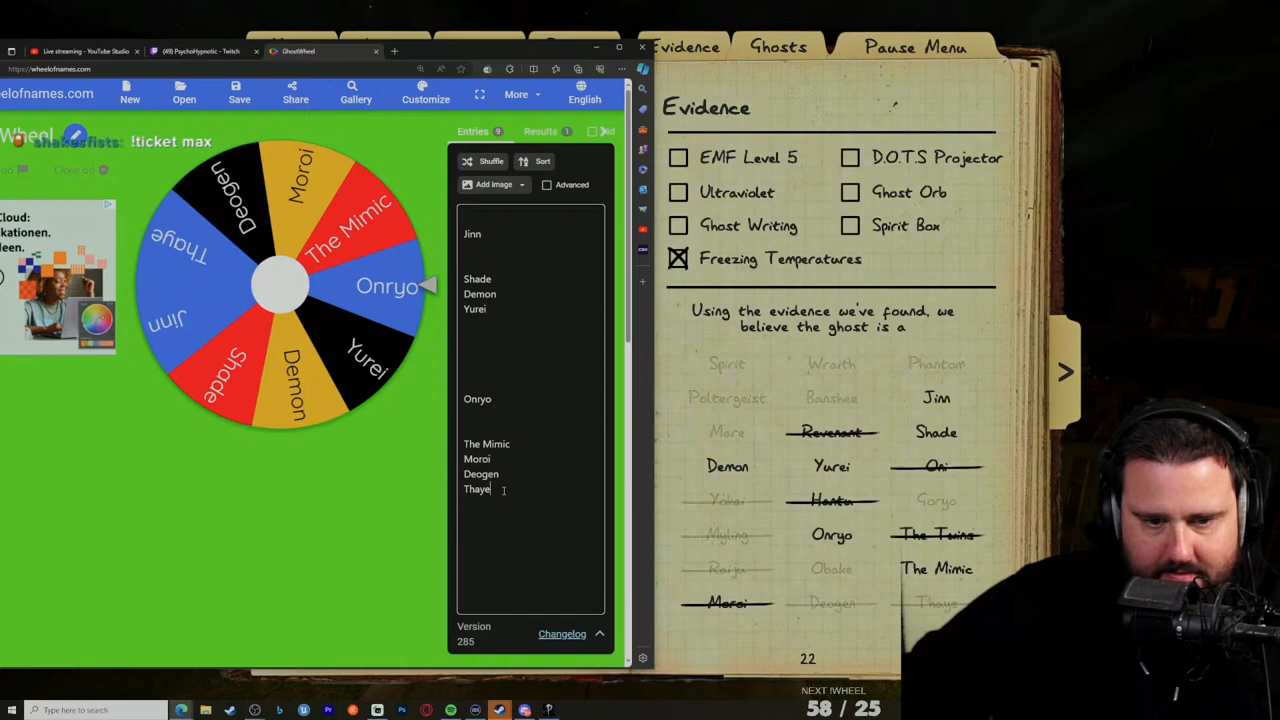 Live streaming - YouTube Studio
(49) PsychoHypnotic - Twitch
GhostWheel
https://wheelofnames.com
elofnames.com
New
Open
Save
Share
Gallery
Customize
More
English
Wheel
shakesfists: !ticket max
Close ad
Cloud:
kationen.
leen.
Moroi
The Mimic
Onryo
Yurei
Demon
Shade
Jinn
Thaye
Deogen
Entries 9
Results 1
Shuffle
Sort
Add image
Advanced
Jinn
Shade
Demon
Yurei
Onryo
The Mimic
Moroi
Deogen
Thaye
Version
285
Changelog
Evidence
Ghosts
Pause Menu
Evidence
EMF Level 5
D.O.T.S Projector
Ultraviolet
Ghost Orb
Ghost Writing
Spirit Box
Freezing Temperatures
Using the evidence we've found, we
believe the ghost is a
Spirit Wraith Phantom
Poltergeist Banshee Jinn
Mare Revenant Shade
Demon Yurei Oni
Yokai Hantu Goryo
Myling Onryo The Twins
Raiju Obake The Mimic
Moroi Deogen Thaye
>
22
NEXT !WHEEL
58 / 25
Type here to search